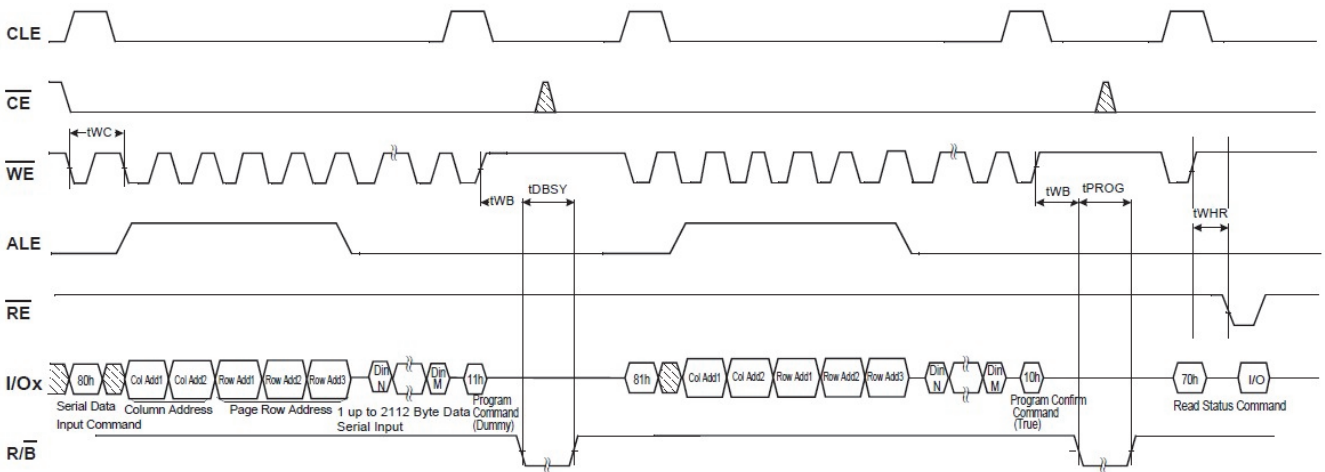 CLE
CE
tWC
WE
tWB
tDBSY
tWB
tPROG
tWHR
ALE
RE
I/Ox
80h
Col Add1
Col Add2
Row Add1
Row Add2
Row Add3
Din
N
Din
M
11h
81h
Col Add1
Col Add2
Row Add1
Row Add2
Row Add3
Din
N
Din
M
10h
70h
I/O
Serial Data
Input Command
Column Address
Page Row Address
1 up to 2112 Byte Data
Serial Input
Program
Command
(Dummy)
Program Confirm
Command
(True)
Read Status Command
R/B